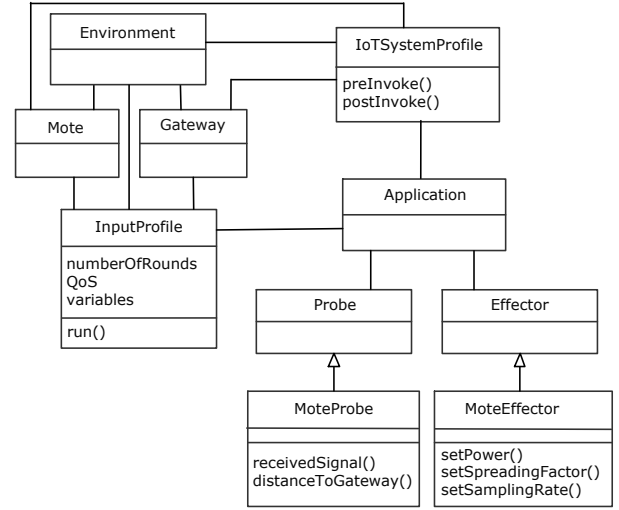 Environment
IoTSystemProfile
preInvoke()
postInvoke()
Mote
Gateway
Application
InputProfile
numberOfRounds
QoS
variables
run()
Probe
Effector
MoteProbe
receivedSignal()
distanceToGateway()
MoteEffector
setPower()
setSpreadingFactor()
setSamplingRate()